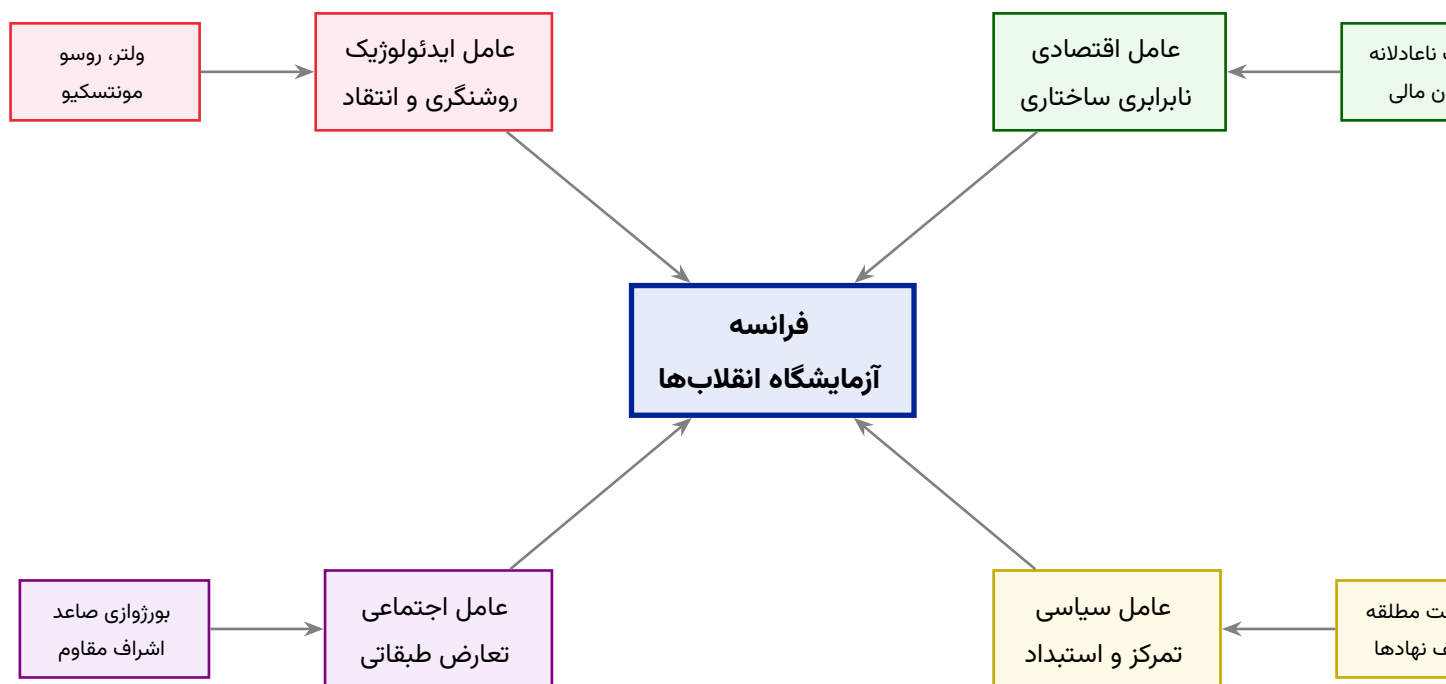 عامل اقتصادی
نابرابری ساختاری
ناعادلانه
مالی
عامل ایدئولوژیک
روشنگری و انتقاد
ولتر، روسو
مونتسکیو
فرانسه
آزمایشگاه انقلاب‌ها
مطلقه
نهادها
عامل سیاسی
تمرکز و استبداد
عامل اجتماعی
تعارض طبقاتی
بورژوازی صاعد
اشراف مقاوم